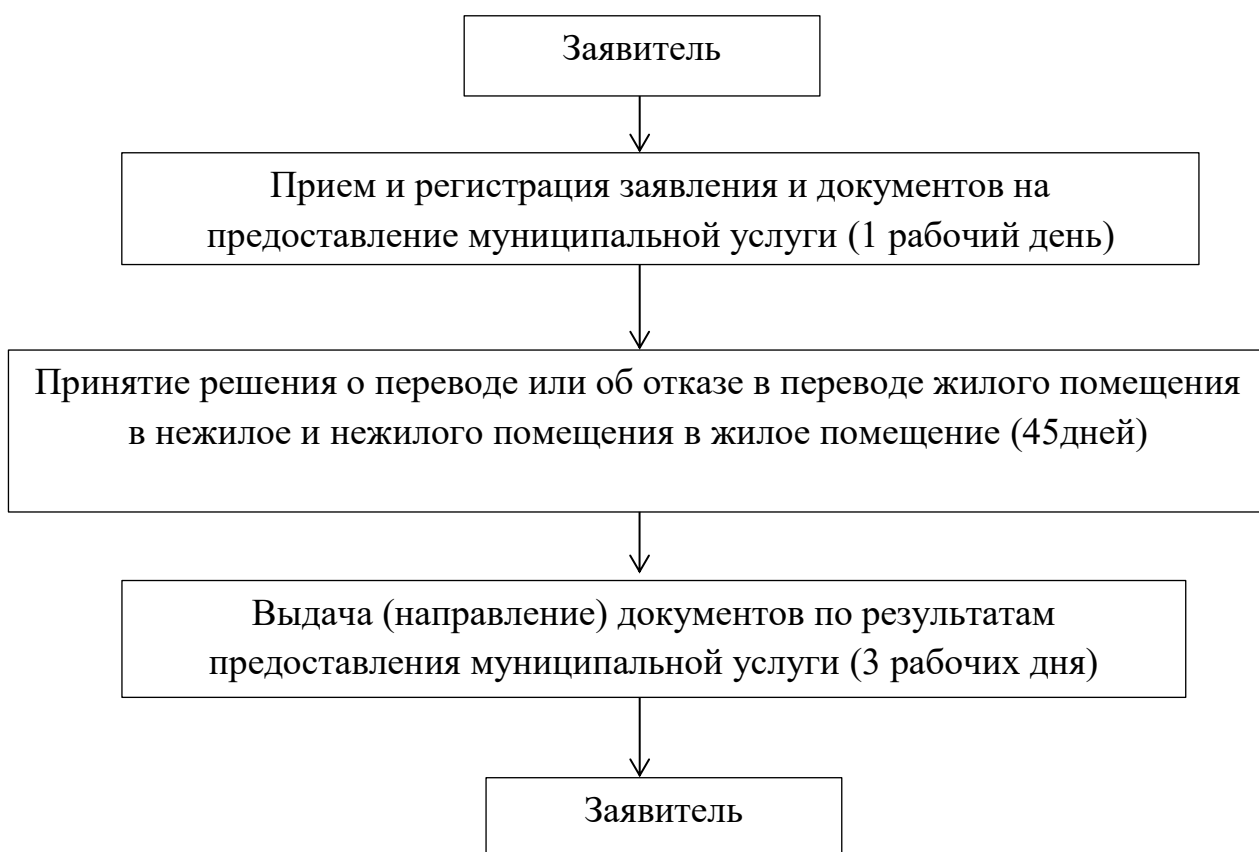 Заявитель
Прием и регистрация заявления и документов на
предоставление муниципальной услуги (1 рабочий день)
Принятие решения о переводе или об отказе в переводе жилого помещения
в нежилое и нежилого помещения в жилое помещение (45дней)
Выдача (направление) документов по результатам
предоставления муниципальной услуги (3 рабочих дня)
Заявитель